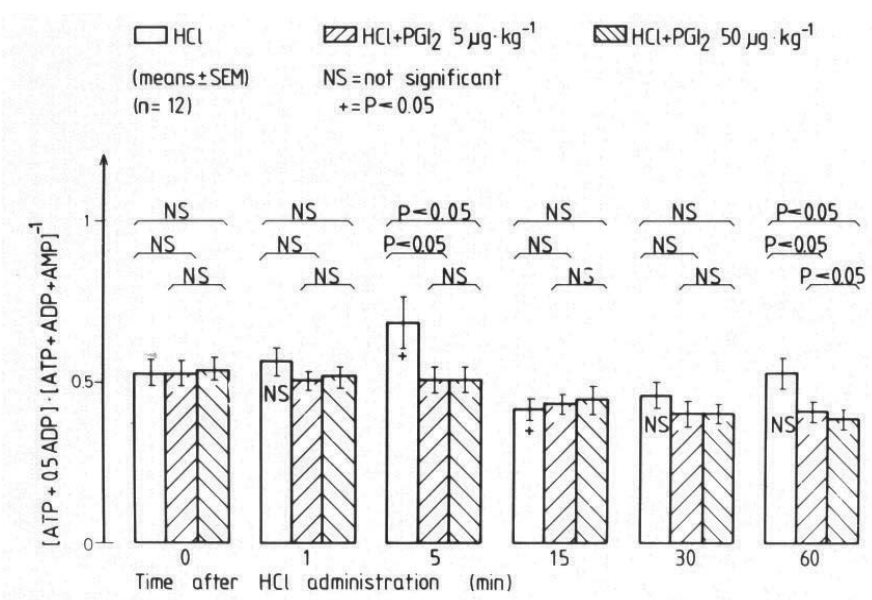 HCl HCl+PGI₂ 5 µg·kg⁻¹ HCl+PGI₂ 50 µg·kg⁻¹
(means±SEM) NS=not significant
(n=12) +=P<0.05
[ATP+0.5ADP]·[ATP+ADP+AMP]⁻¹
1
0.5
0
NS NS P<0.05 NS NS P<0.05
NS NS P<0.05 NS NS P<0.05
NS NS NS NS NS P<0.05
NS + + NS NS
0 1 5 15 30 60
Time after HCl administration (min)